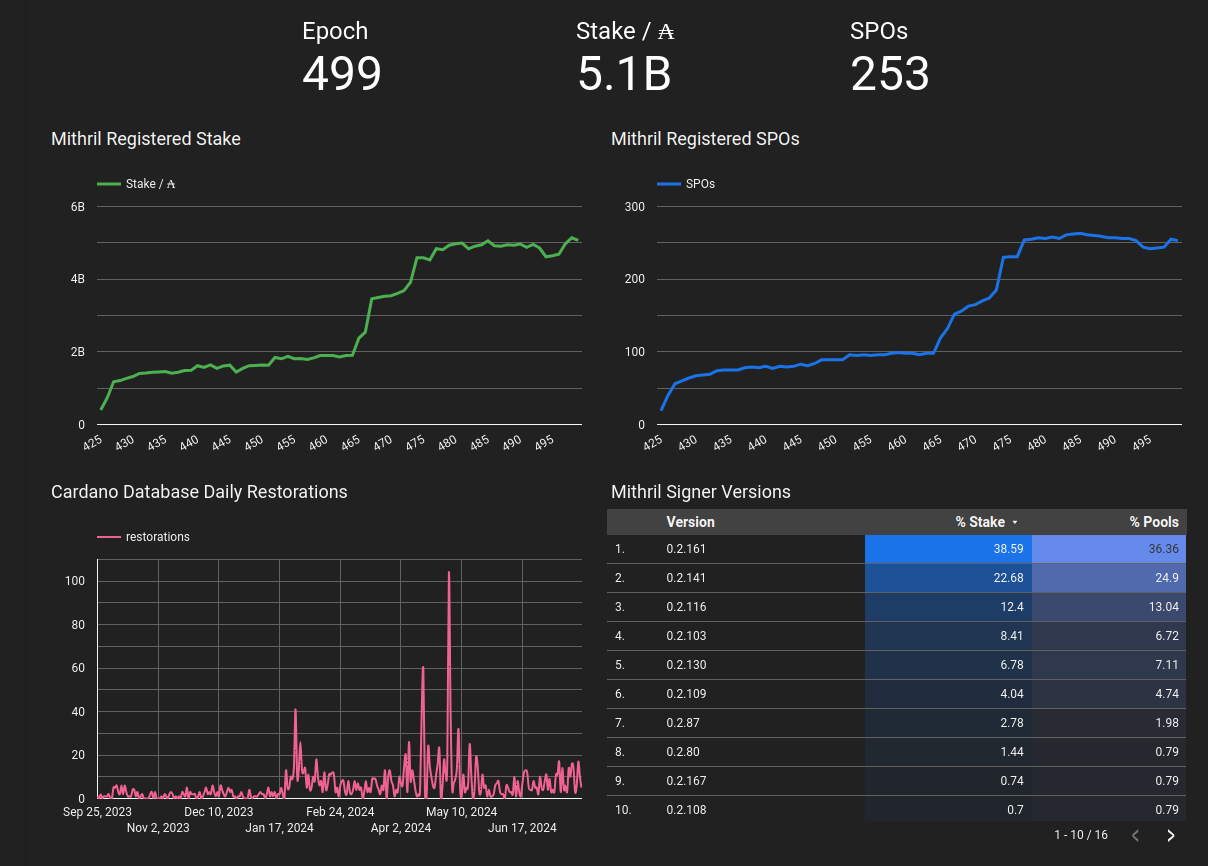 Epoch Stake / ₳ SPOs
499 5.1B 253
Mithril Registered Stake
Stake / ₳
6B
4B
2B
0
425 430 435 440 445 450 455 460 465 470 475 480 485 490 495
Mithril Registered SPOs
SPOs
300
200
100
0
425 430 435 440 445 450 455 460 465 470 475 480 485 490 495
Cardano Database Daily Restorations
restorations
100
80
60
40
20
0
Sep 25, 2023 Dec 10, 2023 Feb 24, 2024 May 10, 2024
Nov 2, 2023 Jan 17, 2024 Apr 2, 2024 Jun 17, 2024
Mithril Signer Versions
Version % Stake % Pools
1. 0.2.161 38.59 36.36
2. 0.2.141 22.68 24.9
3. 0.2.116 12.4 13.04
4. 0.2.103 8.41 6.72
5. 0.2.130 6.78 7.11
6. 0.2.109 4.04 4.74
7. 0.2.87 2.78 1.98
8. 0.2.80 1.44 0.79
9. 0.2.167 0.74 0.79
10. 0.2.108 0.7 0.79
1 - 10 / 16